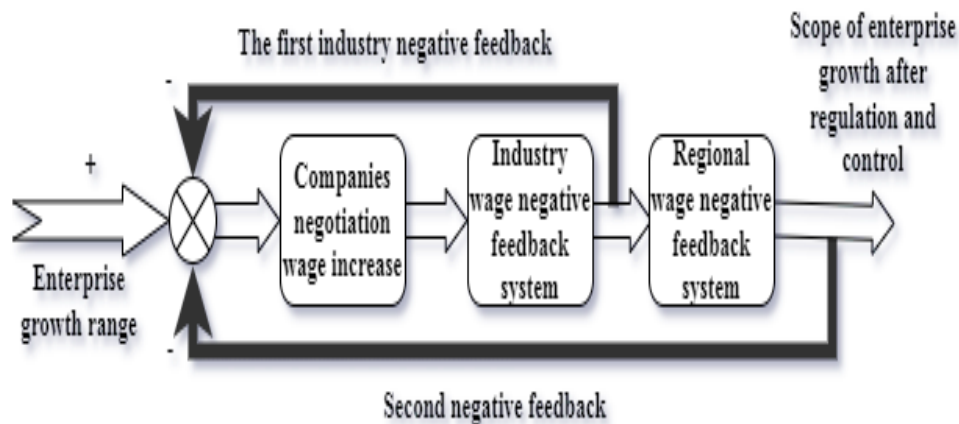 The first industry negative feedback
Scope of enterprise
growth after
regulation and
control
-
+
Companies
negotiation
wage increase
Industry
wage negative
feedback
system
Regional
wage negative
feedback
system
Enterprise
growth range
-
Second negative feedback